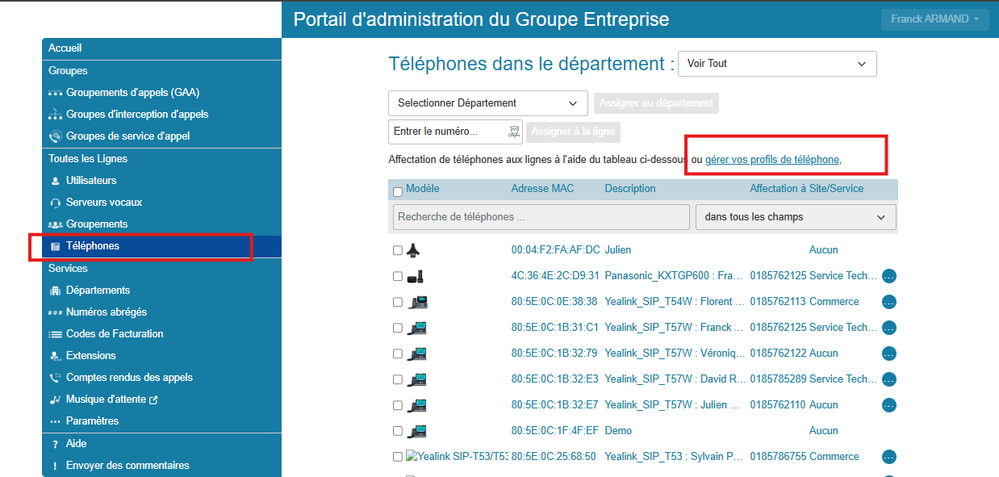 Portail d'administration du Groupe Entreprise
Franck ARMAND
Accueil
Groupes
Groupements d'appels (GAA)
Groupes d'interception d'appels
Groupes de service d'appel
Toutes les Lignes
Utilisateurs
Serveurs vocaux
Groupements
Téléphones
Services
Départements
Numéros abrégés
Codes de Facturation
Extensions
Comptes rendus des appels
Musique d'attente
Paramètres
? Aide
! Envoyer des commentaires
Téléphones dans le département : Voir Tout
Selectionner Département Assigner au département
Entrer le numéro... Assigner à la ligne
Affectation de téléphones aux lignes à l'aide du tableau ci-dessous ou gérer vos profils de téléphone.
Modèle Adresse MAC Description Affectation à Site/Service
Recherche de téléphones ... dans tous les champs
00:04:F2:FA:AF:DC Julien Aucun
4C:36:4E:2C:D9:31 Panasonic_KXTGP600 : Fra... 0185762125 Service Tech... ...
80:5E:0C:0E:38:38 Yealink_SIP_T54W : Florent ... 0185762113 Commerce ...
80:5E:0C:1B:31:C1 Yealink_SIP_T57W : Franck ... 0185762125 Service Tech... ...
80:5E:0C:1B:32:79 Yealink_SIP_T57W : Véroniq... 0185762122 Aucun ...
80:5E:0C:1B:32:E3 Yealink_SIP_T57W : David R... 0185785289 Service Tech... ...
80:5E:0C:1B:32:E7 Yealink_SIP_T57W : Julien ... 0185762110 Aucun ...
80:5E:0C:1F:4F:EF Demo Aucun
Yealink SIP-T53/T53 80:5E:0C:25:68:50 Yealink_SIP_T53 : Sylvain P... 0185786755 Commerce ...